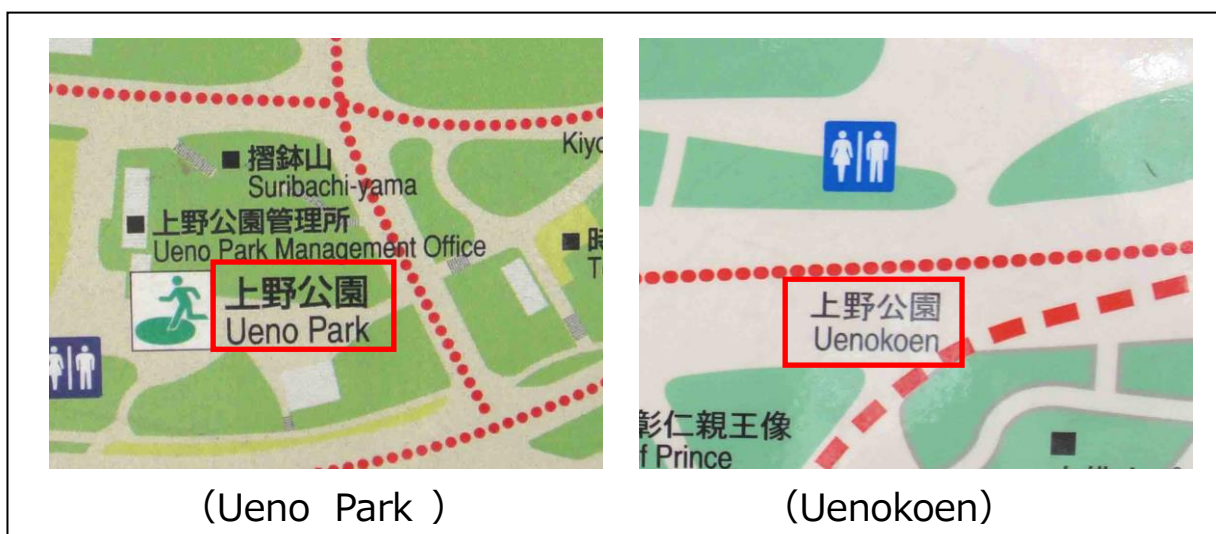 Kiyo
■ 摺鉢山
Suribachi-yama
■ 上野公園管理所
Ueno Park Management Office
■ 時
上野公園
Ueno Park
上野公園
Uenokoen
彰仁親王像
f Prince
(Ueno Park )
(Uenokoen)